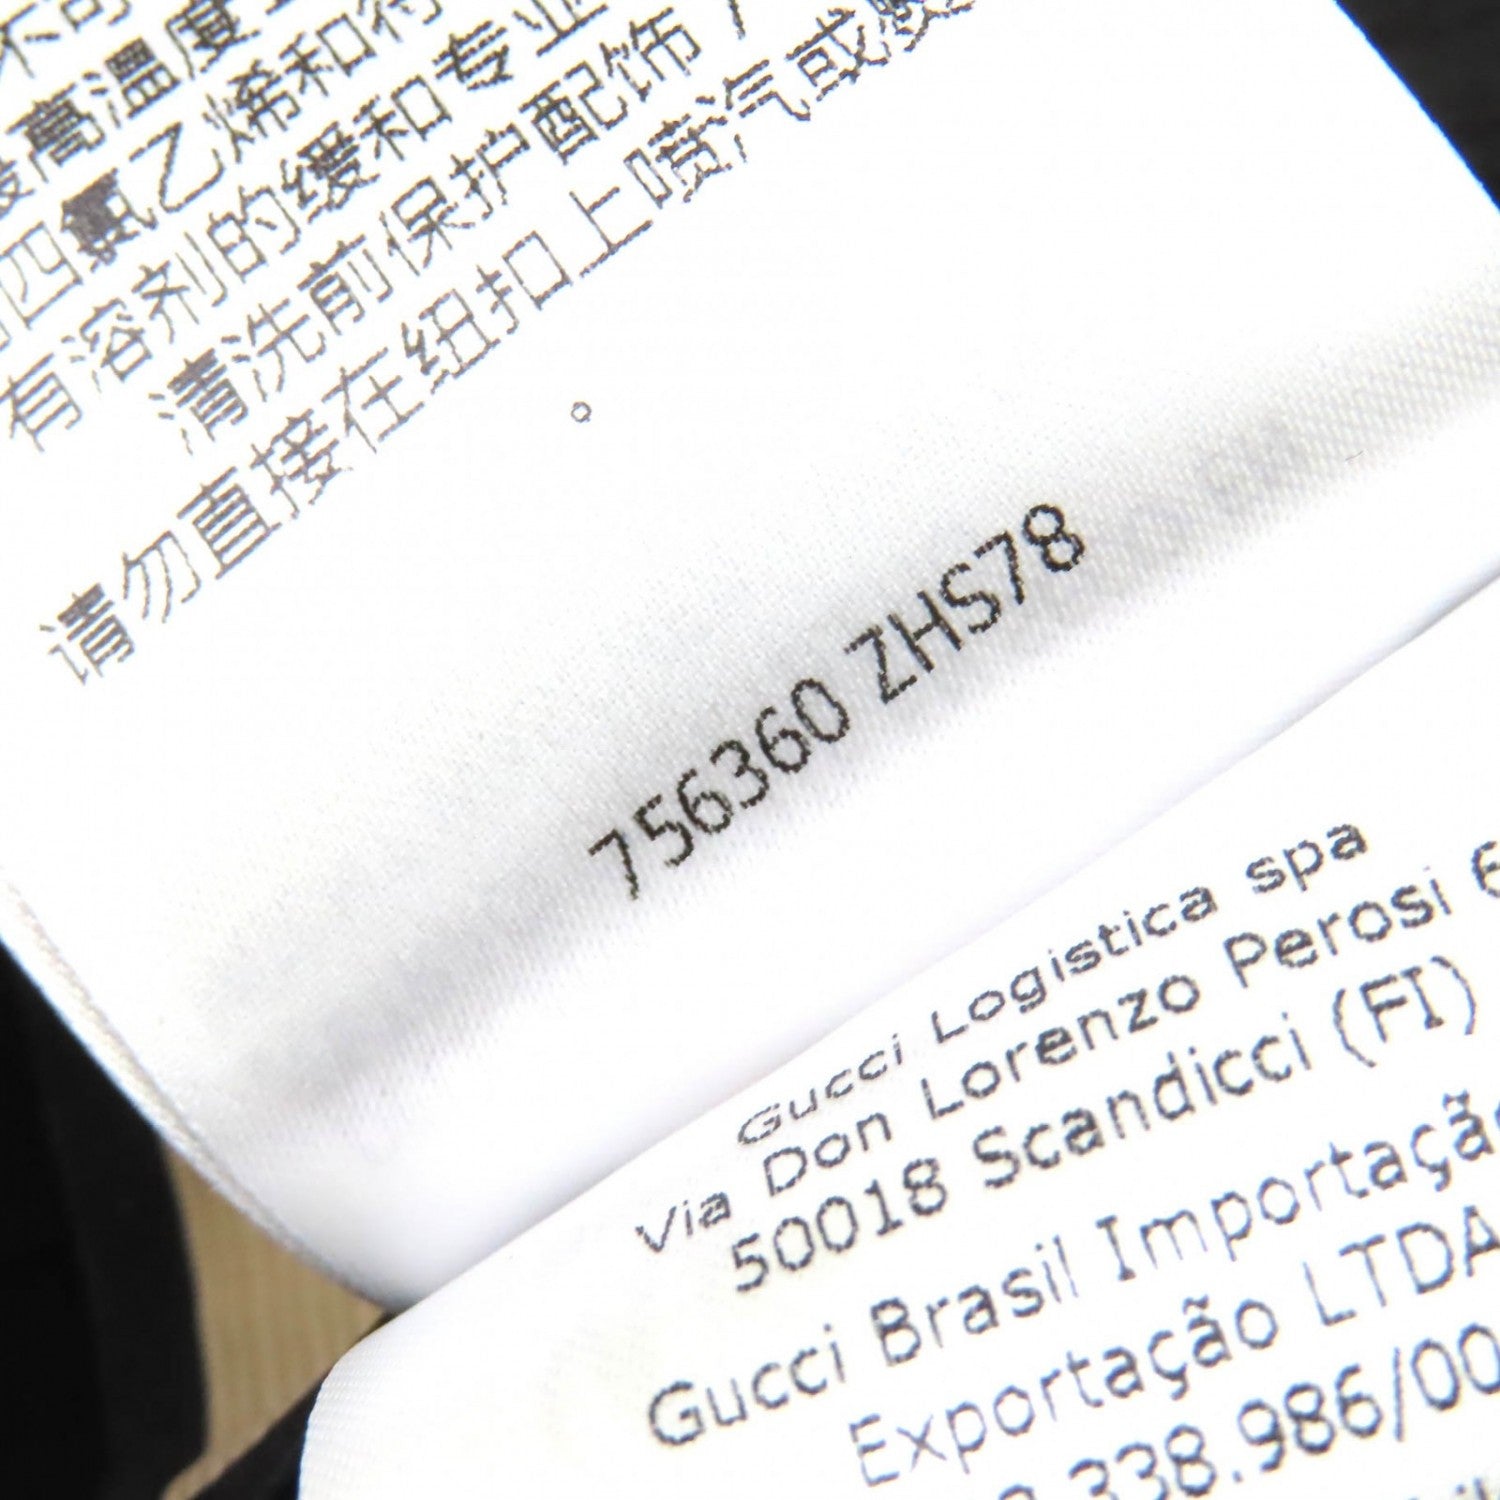 不可
最高温度
四氯乙烯和符
有溶剂的缓和专业
清洗前保护配饰
请勿直接在纽扣上喷汽或
。
756360 ZHS78
Gucci Logistica spa
Via Don Lorenzo Perosi 6
50018 Scandicci (FI)
Gucci Brasil Importação
Exportação LTDA
.338.986/00